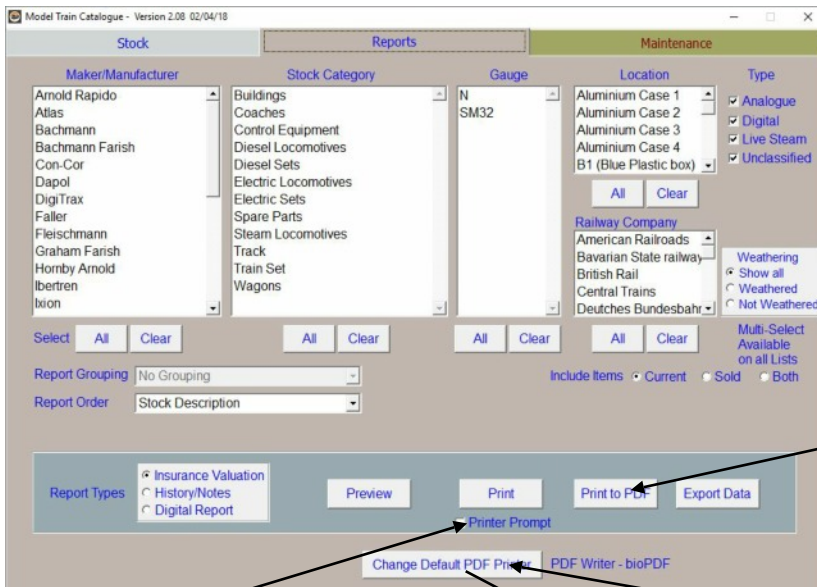 Model Train Catalogue - Version 2.08 02/04/18
Stock
Reports
Maintenance
Maker/Manufacturer
Arnold Rapido
Atlas
Bachmann
Bachmann Farish
Con-Cor
Dapol
DigiTrax
Faller
Fleischmann
Graham Farish
Hornby Arnold
Ibertren
Ixion
Stock Category
Buildings
Coaches
Control Equipment
Diesel Locomotives
Diesel Sets
Electric Locomotives
Electric Sets
Spare Parts
Steam Locomotives
Track
Train Set
Wagons
Gauge
N
SM32
Location
Aluminium Case 1
Aluminium Case 2
Aluminium Case 3
Aluminium Case 4
B1 (Blue Plastic box)
All Clear
Type
Analogue
Digital
Live Steam
Unclassified
Railway Company
American Railroads
Bavarian State railway
British Rail
Central Trains
Deutches Bundesbahr
Weathering
Show all
Weathered
Not Weathered
Select All Clear
All Clear
All Clear
All Clear
Multi-Select
Available
on all Lists
Report Grouping No Grouping
Include Items Current Sold Both
Report Order Stock Description
Report Types
Insurance Valuation
History/Notes
Digital Report
Preview
Print
Print to PDF
Export Data
Printer Prompt
Change Default PDF Printer
PDF Writer - bioPDF